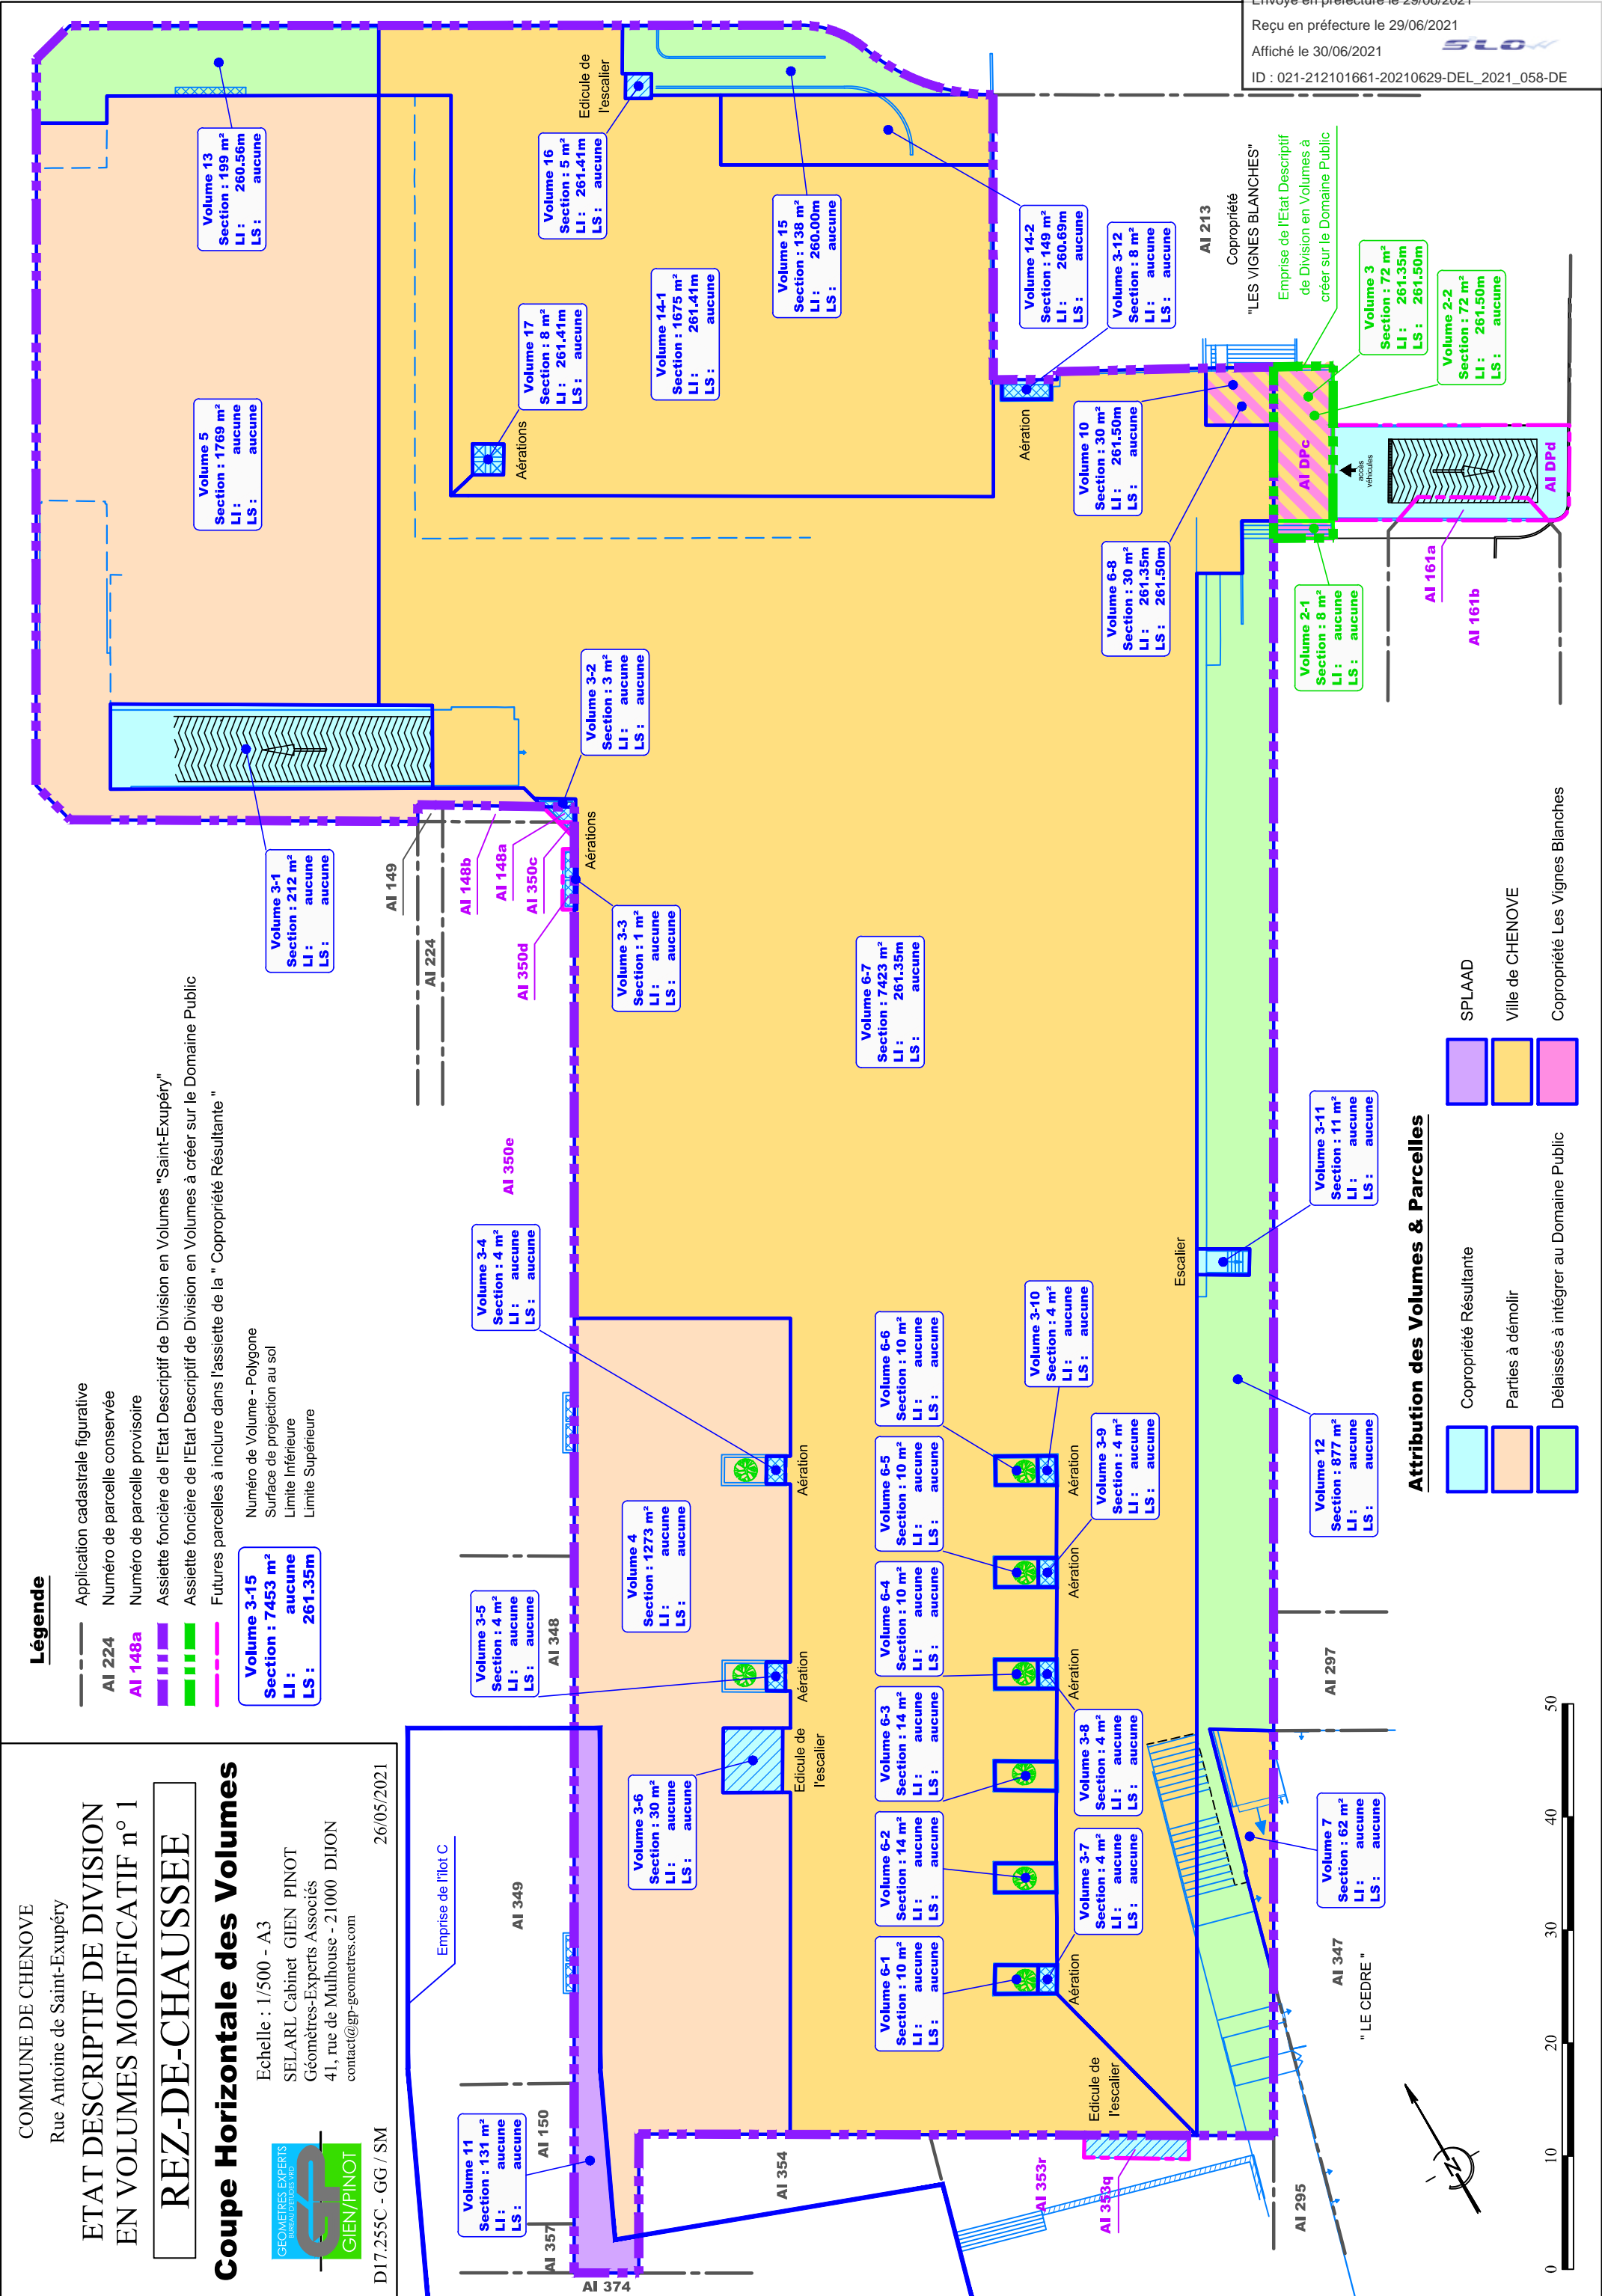 Envoyé en préfecture le 29/06/2021
Reçu en préfecture le 29/06/2021
Affiché le 30/06/2021
SLOW
ID : 021-212101661-20210629-DEL_2021_058-DE
COMMUNE DE CHENOVE
Rue Antoine de Saint-Exupéry
ETAT DESCRIPTIF DE DIVISION
EN VOLUMES MODIFICATIF n° 1
REZ-DE-CHAUSSEE
Coupe Horizontale des Volumes
Echelle : 1/500 - A3
SELARL Cabinet GIEN PINOT
Géomètres-Experts Associés
41, rue de Mulhouse - 21000 DIJON
contact@gp-geometres.com
GEOMETRES EXPERTS
BUREAU D'ETUDES VRD
GIEN/PINOT
D17.255C - GG / SM
26/05/2021
Légende
Application cadastrale figurative
AI 224
Numéro de parcelle conservée
AI 148a
Numéro de parcelle provisoire
Assiette foncière de l'Etat Descriptif de Division en Volumes "Saint-Exupéry"
Assiette foncière de l'Etat Descriptif de Division en Volumes à créer sur le Domaine Public
Futures parcelles à inclure dans l'assiette de la " Copropriété Résultante "
Volume 3-15
Section : 7453 m²
LI : aucune
LS : 261.35m
Numéro de Volume - Polygone
Surface de projection au sol
Limite Inférieure
Limite Supérieure
Emprise de l'îlot C
AI 349
AI 348
AI 350e
AI 350d
AI 224
AI 149
AI 148b
AI 148a
AI 350c
Volume 3-1
Section : 212 m²
LI : aucune
LS : aucune
Volume 5
Section : 1769 m²
LI : aucune
LS : aucune
Volume 13
Section : 199 m²
LI : 260.56m
LS : aucune
Volume 11
Section : 131 m²
LI : aucune
LS : aucune
AI 357
AI 150
AI 374
AI 354
Volume 3-5
Section : 4 m²
LI : aucune
LS : aucune
Volume 3-4
Section : 4 m²
LI : aucune
LS : aucune
Volume 3-3
Section : 1 m²
LI : aucune
LS : aucune
Aérations
Volume 3-2
Section : 3 m²
LI : aucune
LS : aucune
Volume 17
Section : 8 m²
LI : 261.41m
LS : aucune
Aérations
Volume 16
Section : 5 m²
LI : 261.41m
LS : aucune
Edicule de
l'escalier
Volume 3-6
Section : 30 m²
LI : aucune
LS : aucune
Volume 4
Section : 1273 m²
LI : aucune
LS : aucune
Edicule de
l'escalier
Aération
Aération
Volume 14-1
Section : 1675 m²
LI : 261.41m
LS : aucune
Volume 15
Section : 138 m²
LI : 260.00m
LS : aucune
Volume 6-7
Section : 7423 m²
LI : 261.35m
LS : aucune
Volume 6-1
Section : 10 m²
LI : aucune
LS : aucune
Volume 6-2
Section : 14 m²
LI : aucune
LS : aucune
Volume 6-3
Section : 14 m²
LI : aucune
LS : aucune
Volume 6-4
Section : 10 m²
LI : aucune
LS : aucune
Volume 6-5
Section : 10 m²
LI : aucune
LS : aucune
Volume 6-6
Section : 10 m²
LI : aucune
LS : aucune
Volume 14-2
Section : 149 m²
LI : 260.69m
LS : aucune
Aération
Aération
Aération
Aération
Aération
Volume 3-7
Section : 4 m²
LI : aucune
LS : aucune
Volume 3-8
Section : 4 m²
LI : aucune
LS : aucune
Volume 3-9
Section : 4 m²
LI : aucune
LS : aucune
Volume 3-10
Section : 4 m²
LI : aucune
LS : aucune
Volume 3-12
Section : 8 m²
LI : aucune
LS : aucune
Volume 10
Section : 30 m²
LI : 261.50m
LS : aucune
Volume 6-8
Section : 30 m²
LI : 261.35m
LS : 261.50m
Edicule de
l'escalier
AI 353r
AI 353q
Escalier
AI 213
Copropriété
"LES VIGNES BLANCHES"
Emprise de l'Etat Descriptif
de Division en Volumes à
créer sur le Domaine Public
AI DPc
accès
véhicules
AI DPd
AI 161a
AI 161b
Volume 2-1
Section : 8 m²
LI : aucune
LS : aucune
Volume 3
Section : 72 m²
LI : 261.35m
LS : 261.50m
Volume 2-2
Section : 72 m²
LI : 261.50m
LS : aucune
Volume 7
Section : 62 m²
LI : aucune
LS : aucune
Volume 12
Section : 877 m²
LI : aucune
LS : aucune
Volume 3-11
Section : 11 m²
LI : aucune
LS : aucune
AI 295
AI 347
" LE CEDRE "
AI 297
N
0 10 20 30 40 50
Attribution des Volumes & Parcelles
Copropriété Résultante
Parties à démolir
Délaissés à intégrer au Domaine Public
SPLAAD
Ville de CHENOVE
Copropriété Les Vignes Blanches